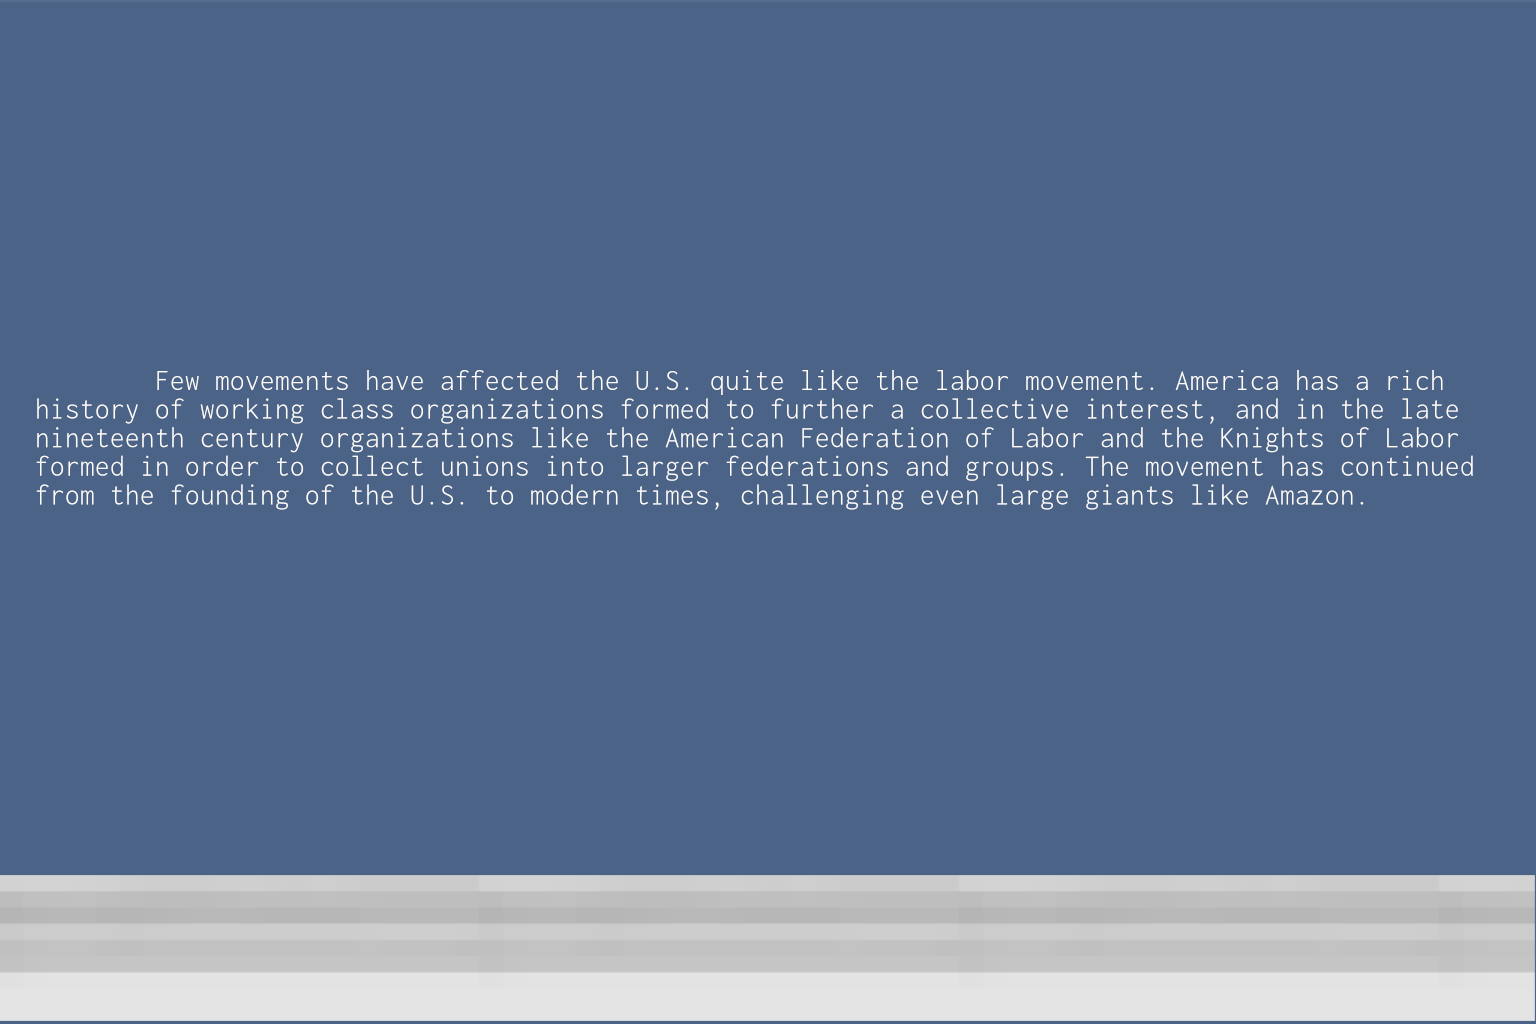 Few movements have affected the U.S. quite like the labor movement. America has a rich
history of working class organizations formed to further a collective interest, and in the late
nineteenth century organizations like the American Federation of Labor and the Knights of Labor
formed in order to collect unions into larger federations and groups. The movement has continued
from the founding of the U.S. to modern times, challenging even large giants like Amazon.